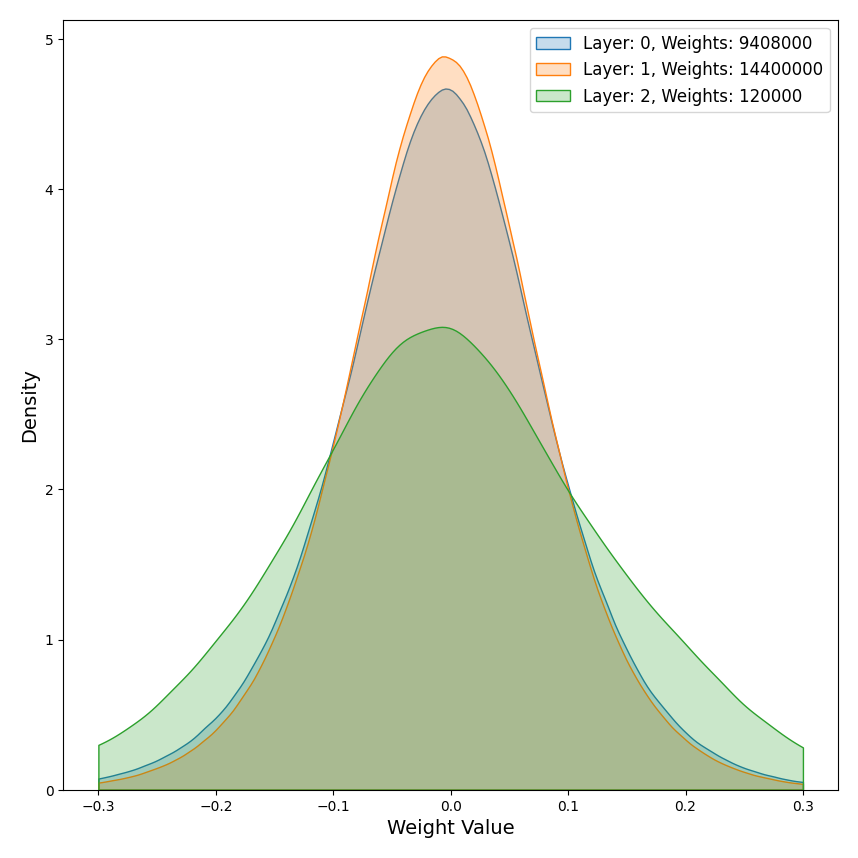 Layer: 0, Weights: 9408000
Layer: 1, Weights: 14400000
Layer: 2, Weights: 120000
Density
5
4
3
2
1
0
−0.3 −0.2 −0.1 0.0 0.1 0.2 0.3
Weight Value